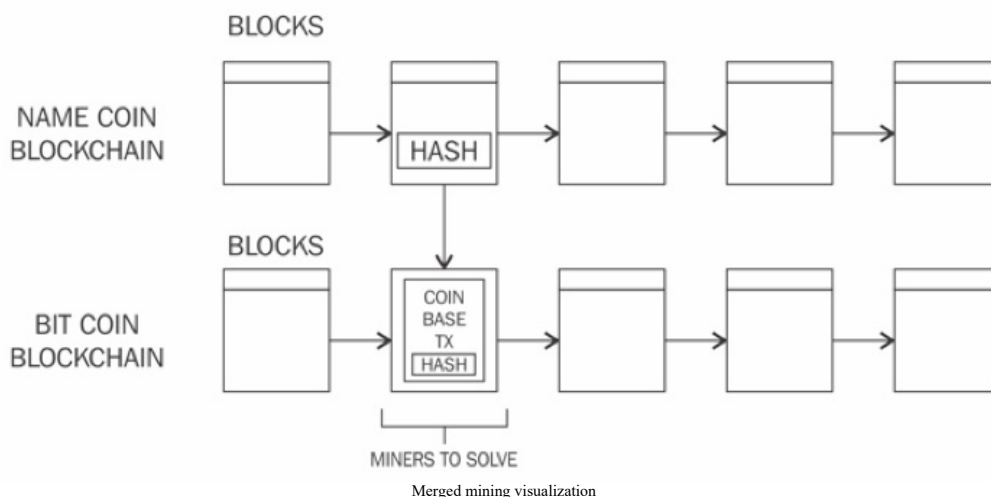 BLOCKS
NAME COIN
BLOCKCHAIN
HASH
BLOCKS
BIT COIN
BLOCKCHAIN
COIN
BASE
TX
HASH
MINERS TO SOLVE
Merged mining visualization